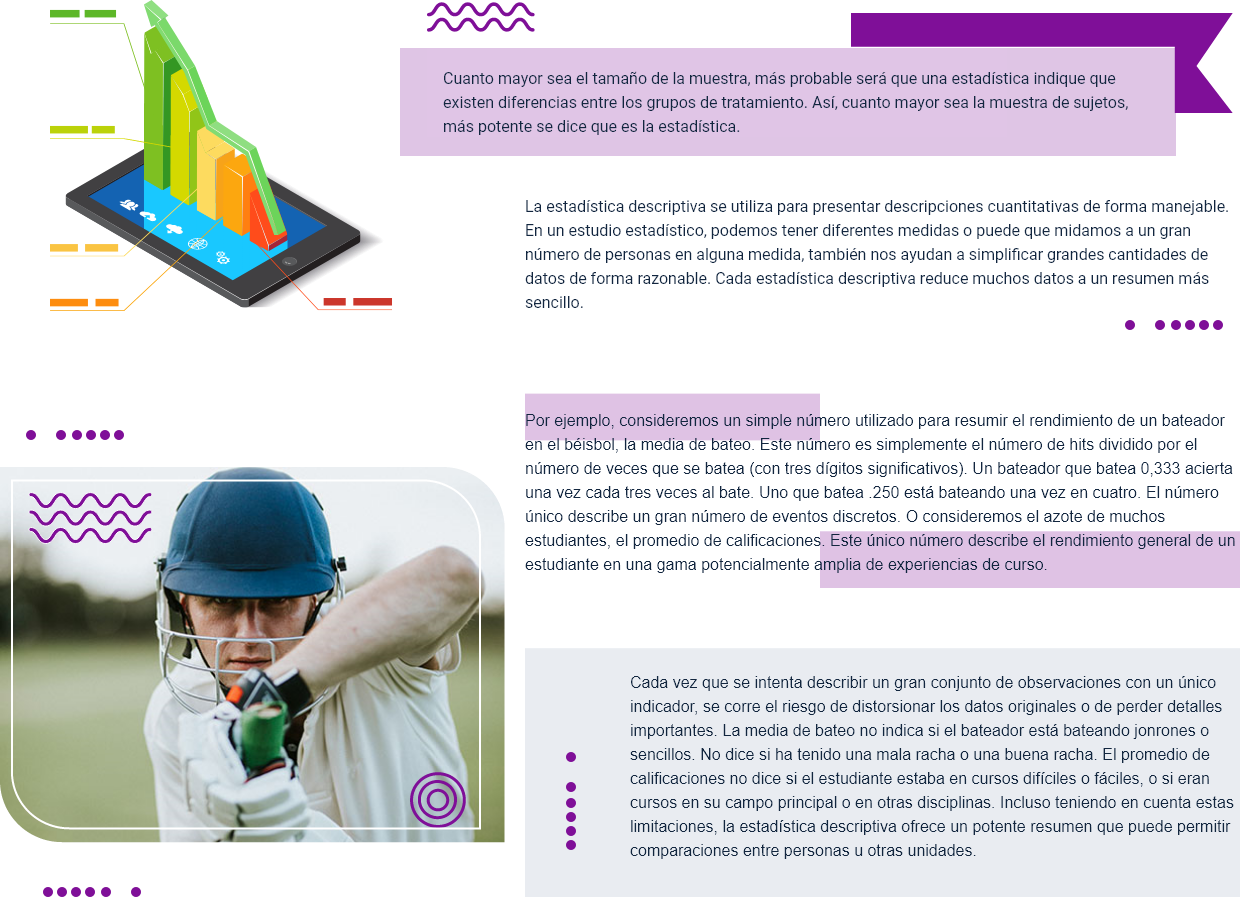 Cuanto mayor sea el tamaño de la muestra, más probable será que una estadística indique que
existen diferencias entre los grupos de tratamiento. Así, cuanto mayor sea la muestra de sujetos,
más potente se dice que es la estadística.
La estadística descriptiva se utiliza para presentar descripciones cuantitativas de forma manejable.
En un estudio estadístico, podemos tener diferentes medidas o puede que midamos a un gran
número de personas en alguna medida, también nos ayudan a simplificar grandes cantidades de
datos de forma razonable. Cada estadística descriptiva reduce muchos datos a un resumen más
sencillo.
Por ejemplo, consideremos un simple número utilizado para resumir el rendimiento de un bateador
en el béisbol, la media de bateo. Este número es simplemente el número de hits dividido por el
número de veces que se batea (con tres dígitos significativos). Un bateador que batea 0,333 acierta
una vez cada tres veces al bate. Uno que batea .250 está bateando una vez en cuatro. El número
único describe un gran número de eventos discretos. O consideremos el azote de muchos
estudiantes, el promedio de calificaciones. Este único número describe el rendimiento general de un
estudiante en una gama potencialmente amplia de experiencias de curso.
Cada vez que se intenta describir un gran conjunto de observaciones con un único
indicador, se corre el riesgo de distorsionar los datos originales o de perder detalles
importantes. La media de bateo no indica si el bateador está bateando jonrones o
sencillos. No dice si ha tenido una mala racha o una buena racha. El promedio de
calificaciones no dice si el estudiante estaba en cursos difíciles o fáciles, o si eran
cursos en su campo principal o en otras disciplinas. Incluso teniendo en cuenta estas
limitaciones, la estadística descriptiva ofrece un potente resumen que puede permitir
comparaciones entre personas u otras unidades.